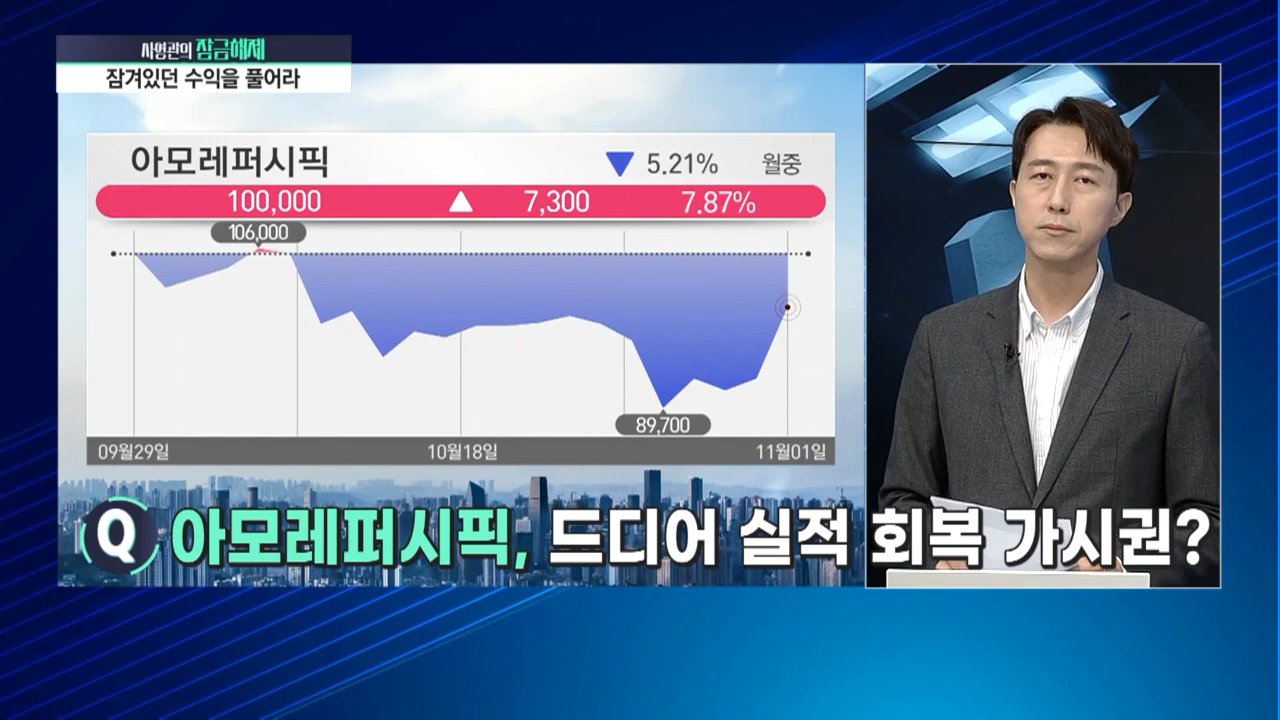 사영관의 잠금해제
잠겨있던 수익을 풀어라
아모레퍼시픽 ▼ 5.21% 월중
100,000 ▲ 7,300 7.87%
106,000
89,700
09월29일 10월18일 11월01일
Q 아모레퍼시픽, 드디어 실적 회복 가시권?